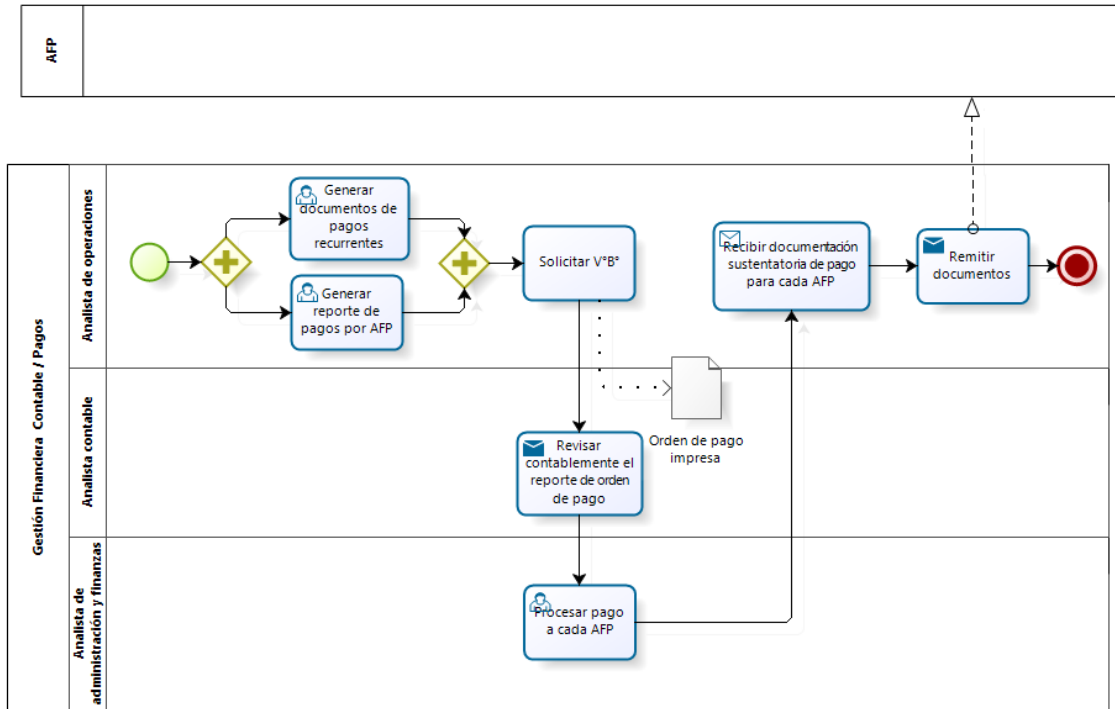 AFP
Gestión Financiera Contable / Pagos
Analista de operaciones
Generar
documentos de
pagos
recurrentes
Generar
reporte de
pagos por AFP
Solicitar V°B°
Recibir documentación
sustentatoria de pago
para cada AFP
Remitir
documentos
Analista contable
Revisar
contablemente el
reporte de orden
de pago
Orden de pago
impresa
Analista de
administración y finanzas
Procesar pago
a cada AFP